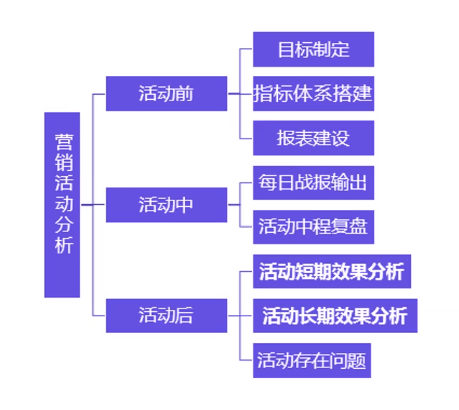 营销活动分析
活动前
目标制定
指标体系搭建
报表建设
活动中
每日战报输出
活动中程复盘
活动后
活动短期效果分析
活动长期效果分析
活动存在问题